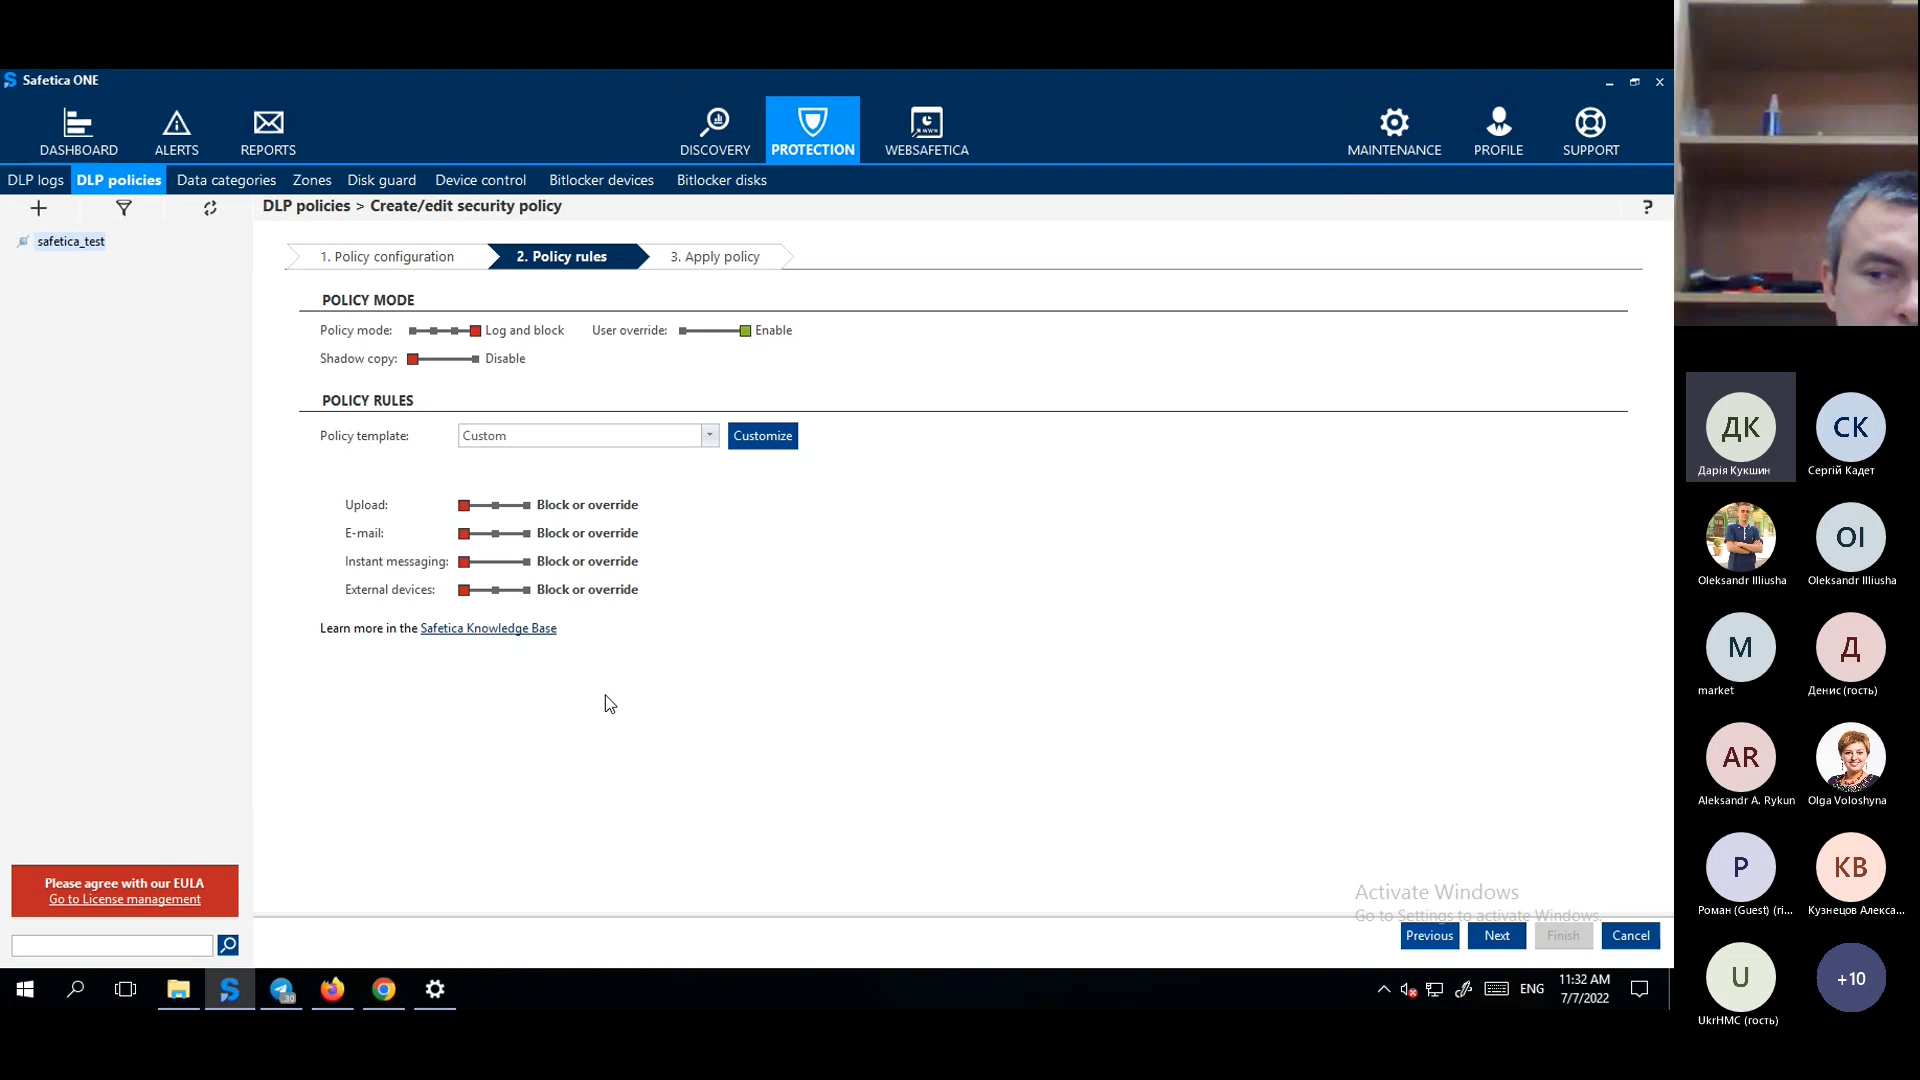 Safetica ONE
DASHBOARD
ALERTS
REPORTS
DISCOVERY
PROTECTION
WEBSAFETICA
MAINTENANCE
PROFILE
SUPPORT
DLP logs
DLP policies
Data categories
Zones
Disk guard
Device control
Bitlocker devices
Bitlocker disks
DLP policies > Create/edit security policy
?
safetica_test
1. Policy configuration
2. Policy rules
3. Apply policy
POLICY MODE
Policy mode: Log and block
User override: Enable
Shadow copy: Disable
POLICY RULES
Policy template: Custom
Customize
Upload: Block or override
E-mail: Block or override
Instant messaging: Block or override
External devices: Block or override
Learn more in the Safetica Knowledge Base
Please agree with our EULA
Go to License management
Activate Windows
Go to Settings to activate Windows.
Previous
Next
Finish
Cancel
30
ENG
11:32 AM
7/7/2022
ДК
Дарія Кукшин
СК
Сергій Кадет
Oleksandr Illiusha
OI
Oleksandr Illiusha
M
market
Д
Денис (гость)
AR
Aleksandr A. Rykun
Olga Voloshyna
P
Роман (Guest) (гі...
КВ
Кузнецов Алекса...
U
UkrHMC (гость)
+10